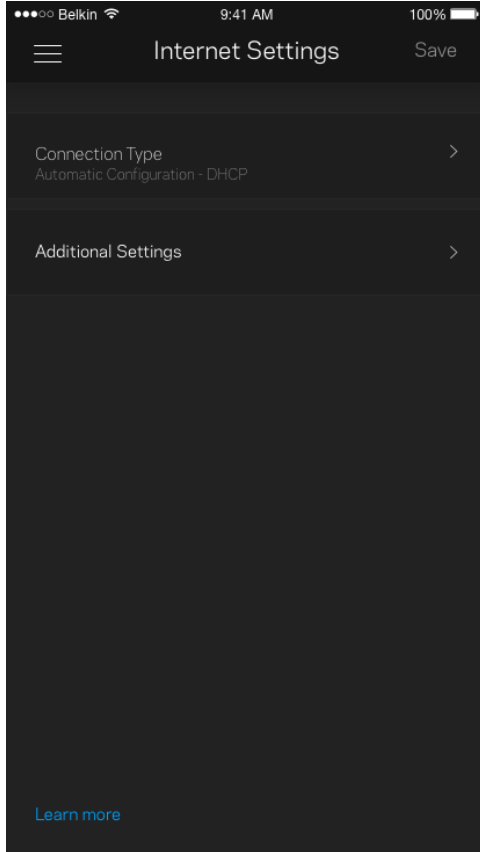 Belkin 9:41 AM 100%
Internet Settings Save
Connection Type
Automatic Configuration - DHCP
Additional Settings
Learn more